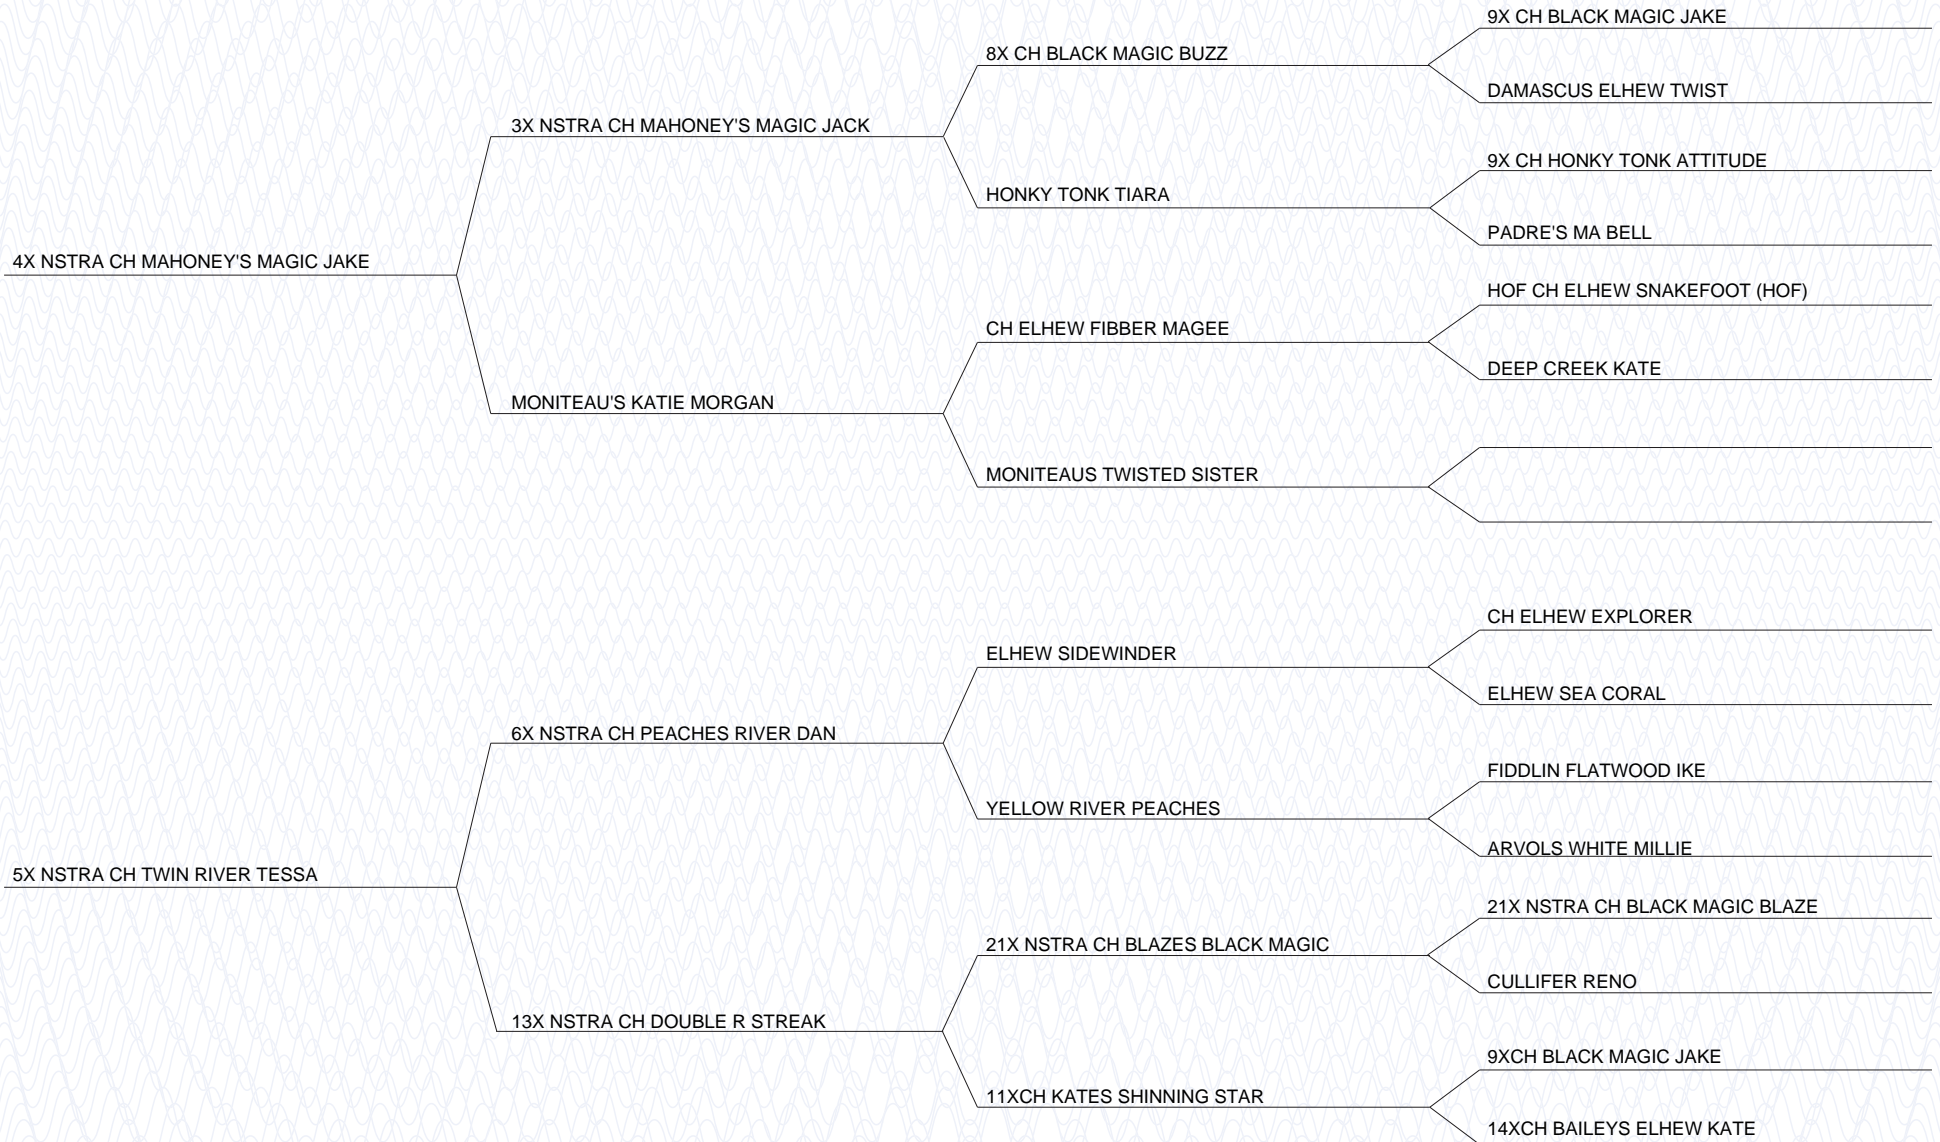 9X CH BLACK MAGIC JAKE
8X CH BLACK MAGIC BUZZ
DAMASCUS ELHEW TWIST
3X NSTRA CH MAHONEY'S MAGIC JACK
9X CH HONKY TONK ATTITUDE
HONKY TONK TIARA
PADRE'S MA BELL
4X NSTRA CH MAHONEY'S MAGIC JAKE
HOF CH ELHEW SNAKEFOOT (HOF)
CH ELHEW FIBBER MAGEE
DEEP CREEK KATE
MONITEAU'S KATIE MORGAN
MONITEAUS TWISTED SISTER
CH ELHEW EXPLORER
ELHEW SIDEWINDER
ELHEW SEA CORAL
6X NSTRA CH PEACHES RIVER DAN
FIDDLIN FLATWOOD IKE
YELLOW RIVER PEACHES
ARVOLS WHITE MILLIE
5X NSTRA CH TWIN RIVER TESSA
21X NSTRA CH BLACK MAGIC BLAZE
21X NSTRA CH BLAZES BLACK MAGIC
CULLIFER RENO
13X NSTRA CH DOUBLE R STREAK
9XCH BLACK MAGIC JAKE
11XCH KATES SHINNING STAR
14XCH BAILEYS ELHEW KATE